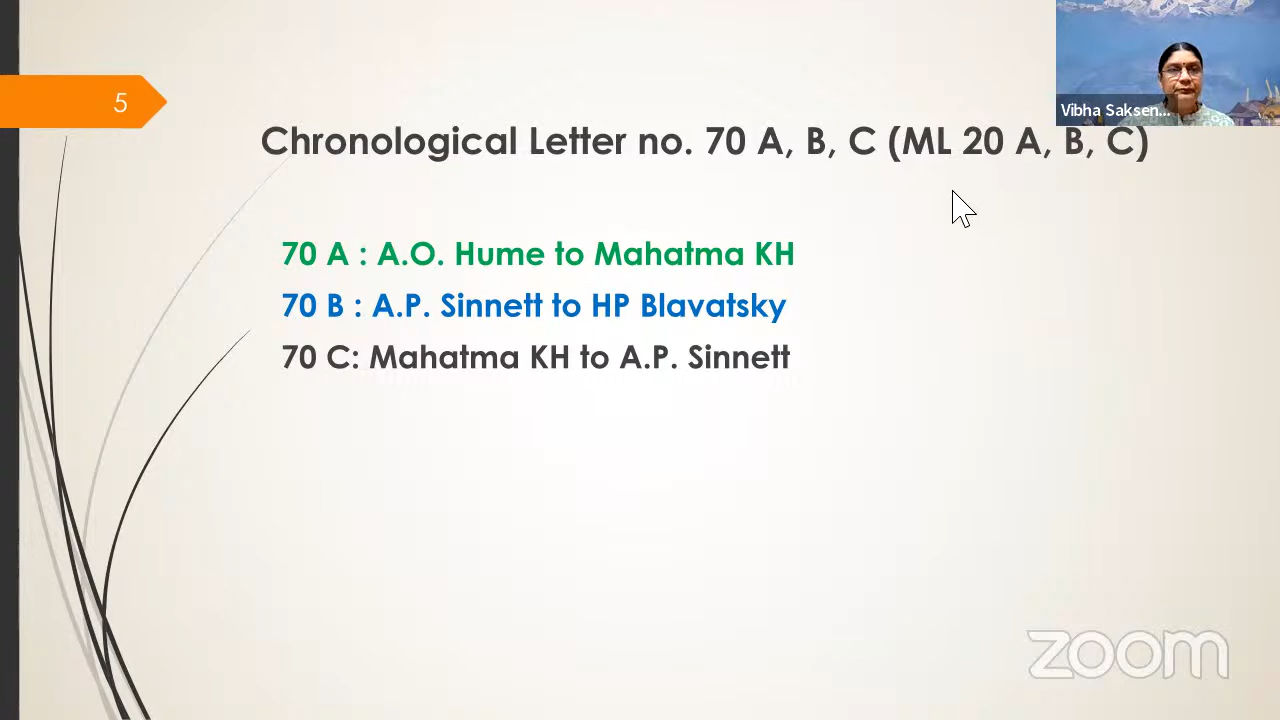 5
Vibha Saksen...
Chronological Letter no. 70 A, B, C (ML 20 A, B, C)
70 A : A.O. Hume to Mahatma KH
70 B : A.P. Sinnett to HP Blavatsky
70 C: Mahatma KH to A.P. Sinnett
zoom